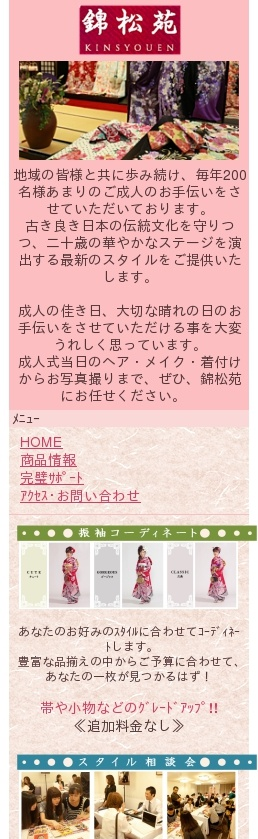 錦松苑
KINSYOUEN
地域の皆様と共に歩み続け、毎年200
名様あまりのご成人のお手伝いをさ
せていただいております。
古き良き日本の伝統文化を守りつ
つ、二十歳の華やかなステージを演
出する最新のスタイルをご提供いた
します。
成人の佳き日、大切な晴れの日のお
手伝いをさせていただける事を大変
うれしく思っています。
成人式当日のヘア・メイク・着付け
からお写真撮りまで、ぜひ、錦松苑
にお任せください。
ﾒﾆｭｰ
HOME
商品情報
完璧ｻﾎﾟｰﾄ
ｱｸｾｽ･お問い合わせ
振袖コーディネート
CUTE
GORGEOUS
CLASSIC
あなたのお好みのｽﾀｲﾙに合わせてｺｰﾃﾞｨﾈｰ
ﾄします。
豊富な品揃えの中からご予算に合わせて、
あなたの一枚が見つかるはず！
帯や小物などのｸﾞﾚｰﾄﾞｱｯﾌﾟ!!
≪追加料金なし≫
スタイル相談会